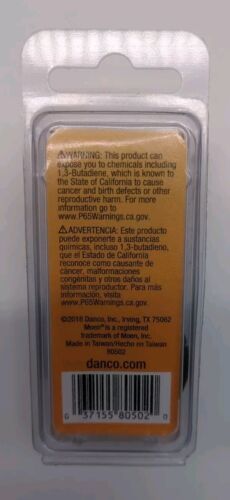 ⚠WARNING: This product can
expose you to chemicals including
1,3-Butadiene, which is known to
the State of California to cause
cancer and birth defects or other
reproductive harm. For more
information go to
www.P65Warnings.ca.gov.
⚠ADVERTENCIA: Este producto
puede exponerte a sustancias
químicas, incluso 1,3-butadieno,
que el Estado de California
reconoce como causante de
cáncer, malformaciones
congénitas y otros daños al
sistema reproductor. Para más
información, visita
www.P65Warnings.ca.gov.
©2018 Danco, Inc., Irving, TX 75062
Moen® is a registered
trademark of Moen, Inc.
Made in Taiwan/Hecho en Taiwan
80502
danco.com
0 37155 80502 0